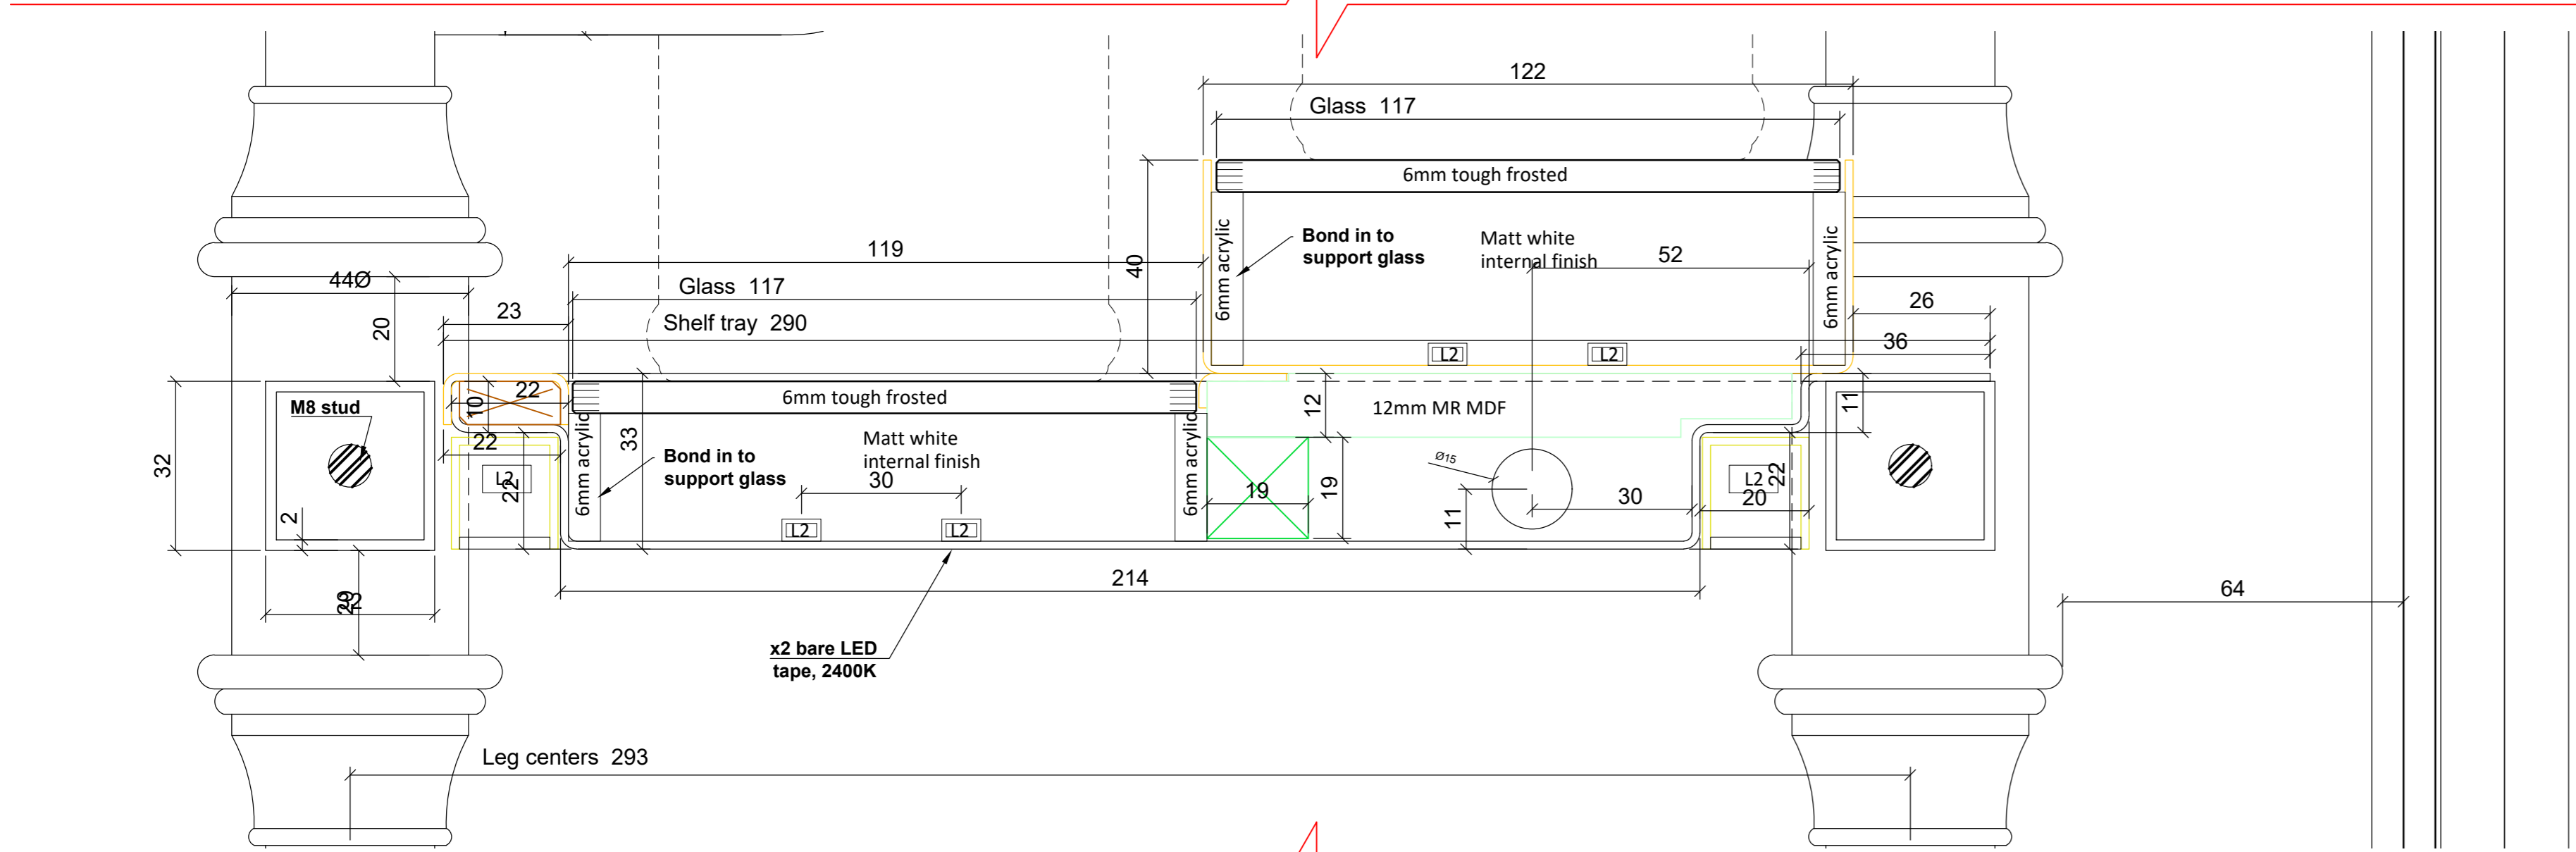 122
Glass 117
6mm tough frosted
6mm acrylic
Bond in to
support glass
Matt white
internal finish
52
6mm acrylic
40
119
44Ø
Glass 117
26
23
20
Shelf tray 290
36
22
10
6mm tough frosted
12
12mm MR MDF
11
M8 stud
33
Matt white
internal finish
22
32
6mm acrylic
Bond in to
support glass
6mm acrylic
Ø15
L2
L2
L2
22
30
19
19
30
L2
22
20
2
L2
L2
11
214
32
64
x2 bare LED
tape, 2400K
Leg centers 293